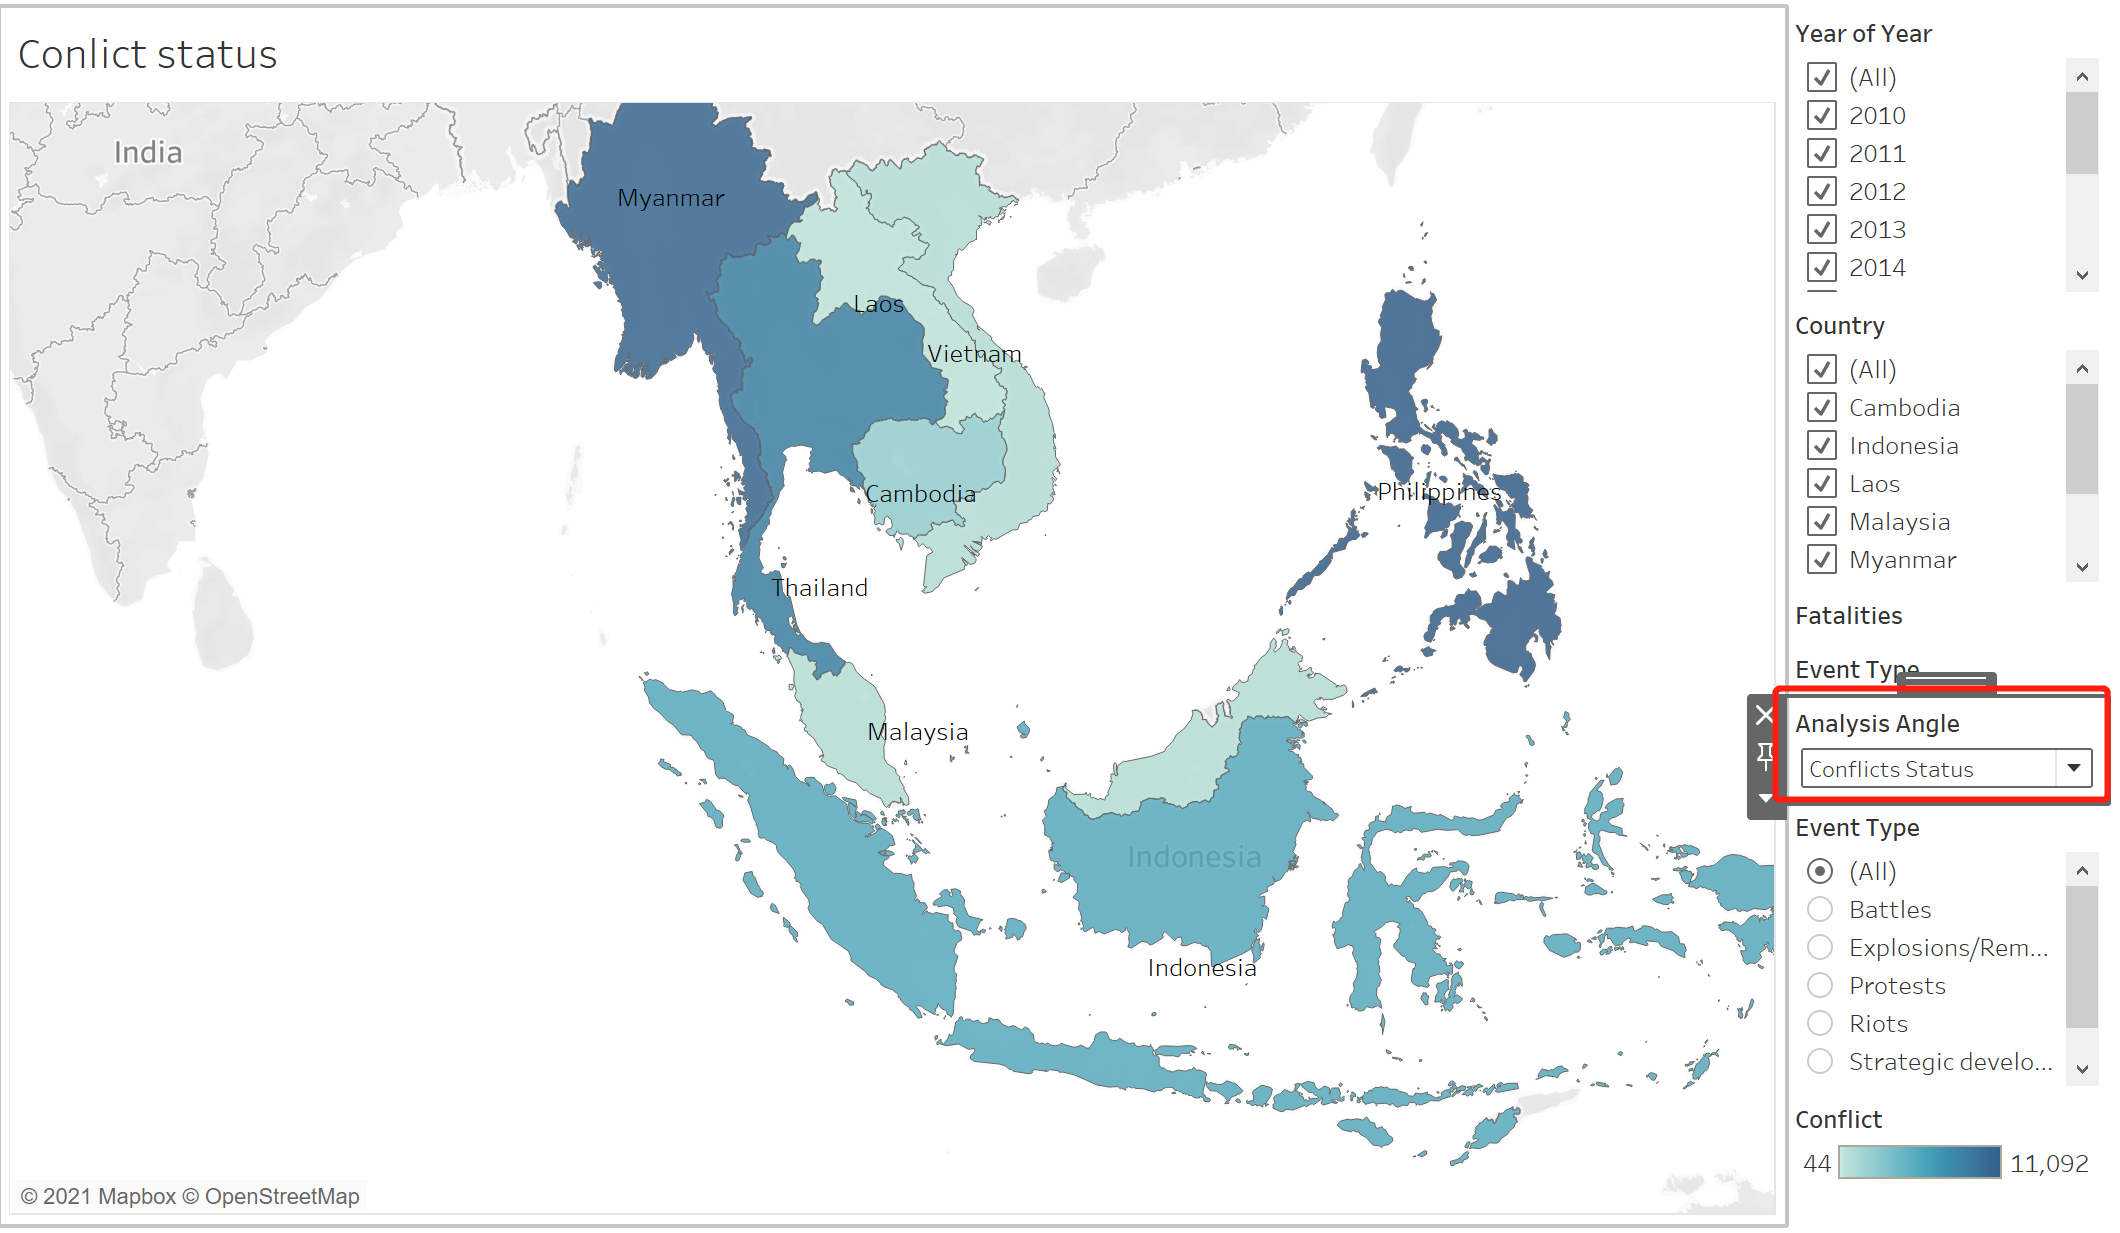 Conlict status
India
Myanmar
Laos
Vietnam
Cambodia
Philippines
Thailand
Malaysia
Indonesia
Indonesia
© 2021 Mapbox © OpenStreetMap
Year of Year
(All)
2010
2011
2012
2013
2014
Country
(All)
Cambodia
Indonesia
Laos
Malaysia
Myanmar
Fatalities
Event Type
Analysis Angle
Conflicts Status
Event Type
(All)
Battles
Explosions/Rem...
Protests
Riots
Strategic develo...
Conflict
44 11,092